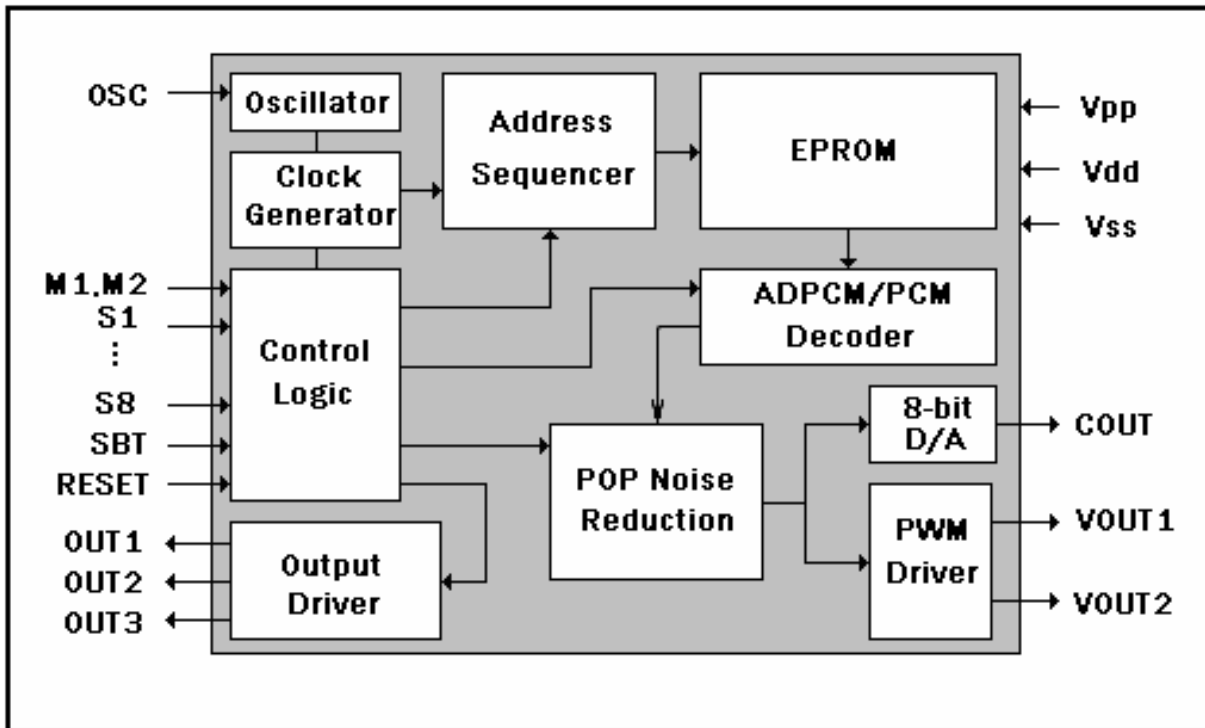 OSC
Oscillator
Address
Sequencer
EPROM
Vpp
Vdd
Vss
Clock
Generator
M1,M2
S1
⋮
S8
SBT
RESET
Control
Logic
ADPCM/PCM
Decoder
8-bit
D/A
COUT
POP Noise
Reduction
PWM
Driver
VOUT1
VOUT2
OUT1
OUT2
OUT3
Output
Driver